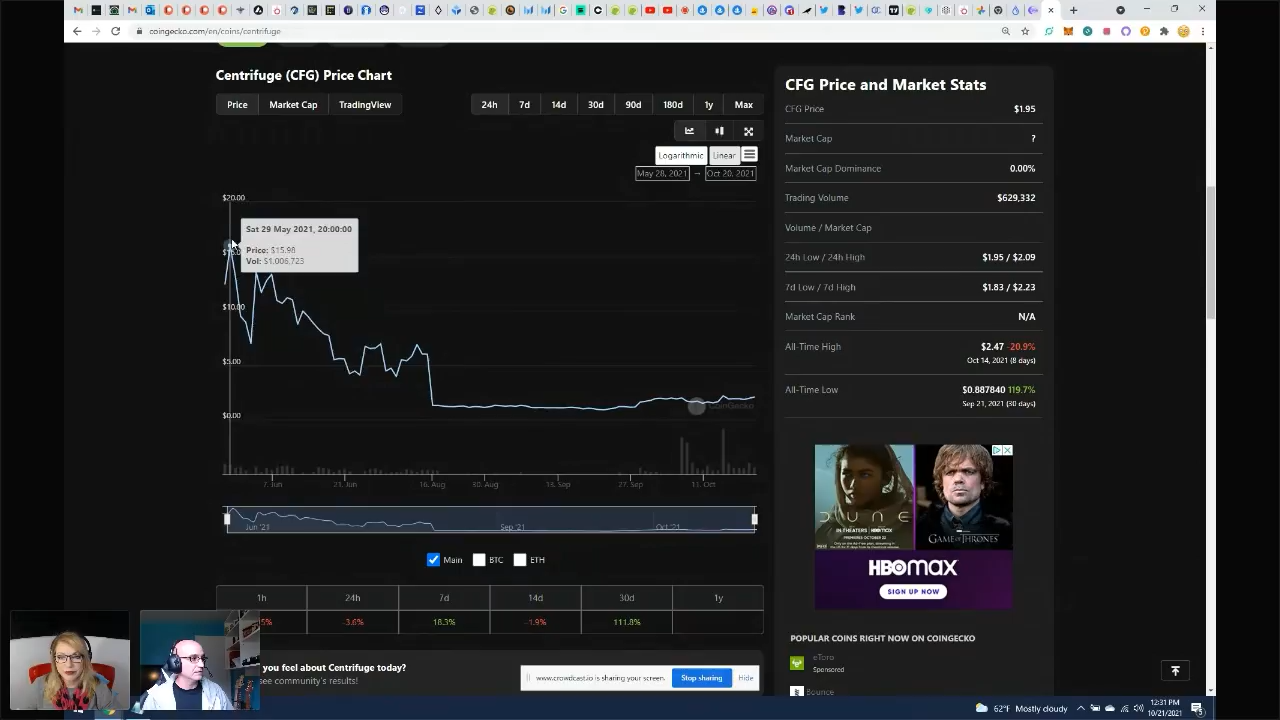 coingecko.com/en/coins/centrifuge
Centrifuge (CFG) Price Chart
Price Market Cap TradingView
24h 7d 14d 30d 90d 180d 1y Max
Logarithmic Linear
May 28, 2021 → Oct 20, 2021
$20.00
Sat 29 May 2021, 20:00:00
Price: $15.98
Vol: $1,006,723
$10.00
$5.00
$0.00
CoinGecko
7. Jun 21. Jun 16. Aug 30. Aug 13. Sep 27. Sep 11. Oct
Jun '21 Sep '21 Oct '21
Main BTC ETH
1h 24h 7d 14d 30d 1y
-3.6% 18.3% -1.9% 111.8%
you feel about Centrifuge today?
see community's results!
www.crowdcast.io is sharing your screen. Stop sharing Hide
CFG Price and Market Stats
CFG Price $1.95
Market Cap ?
Market Cap Dominance 0.00%
Trading Volume $629,332
Volume / Market Cap
24h Low / 24h High $1.95 / $2.09
7d Low / 7d High $1.83 / $2.23
Market Cap Rank N/A
All-Time High $2.47 -20.9%
Oct 14, 2021 (8 days)
All-Time Low $0.887840 119.7%
Sep 21, 2021 (30 days)
DUNE
IN THEATERS HBOMAX
PREMIERES OCTOBER 22
GAME OF THRONES
HBOMAX
SIGN UP NOW
POPULAR COINS RIGHT NOW ON COINGECKO
eToro
Sponsored
Bounce
62°F Mostly cloudy
12:31 PM
10/21/2021